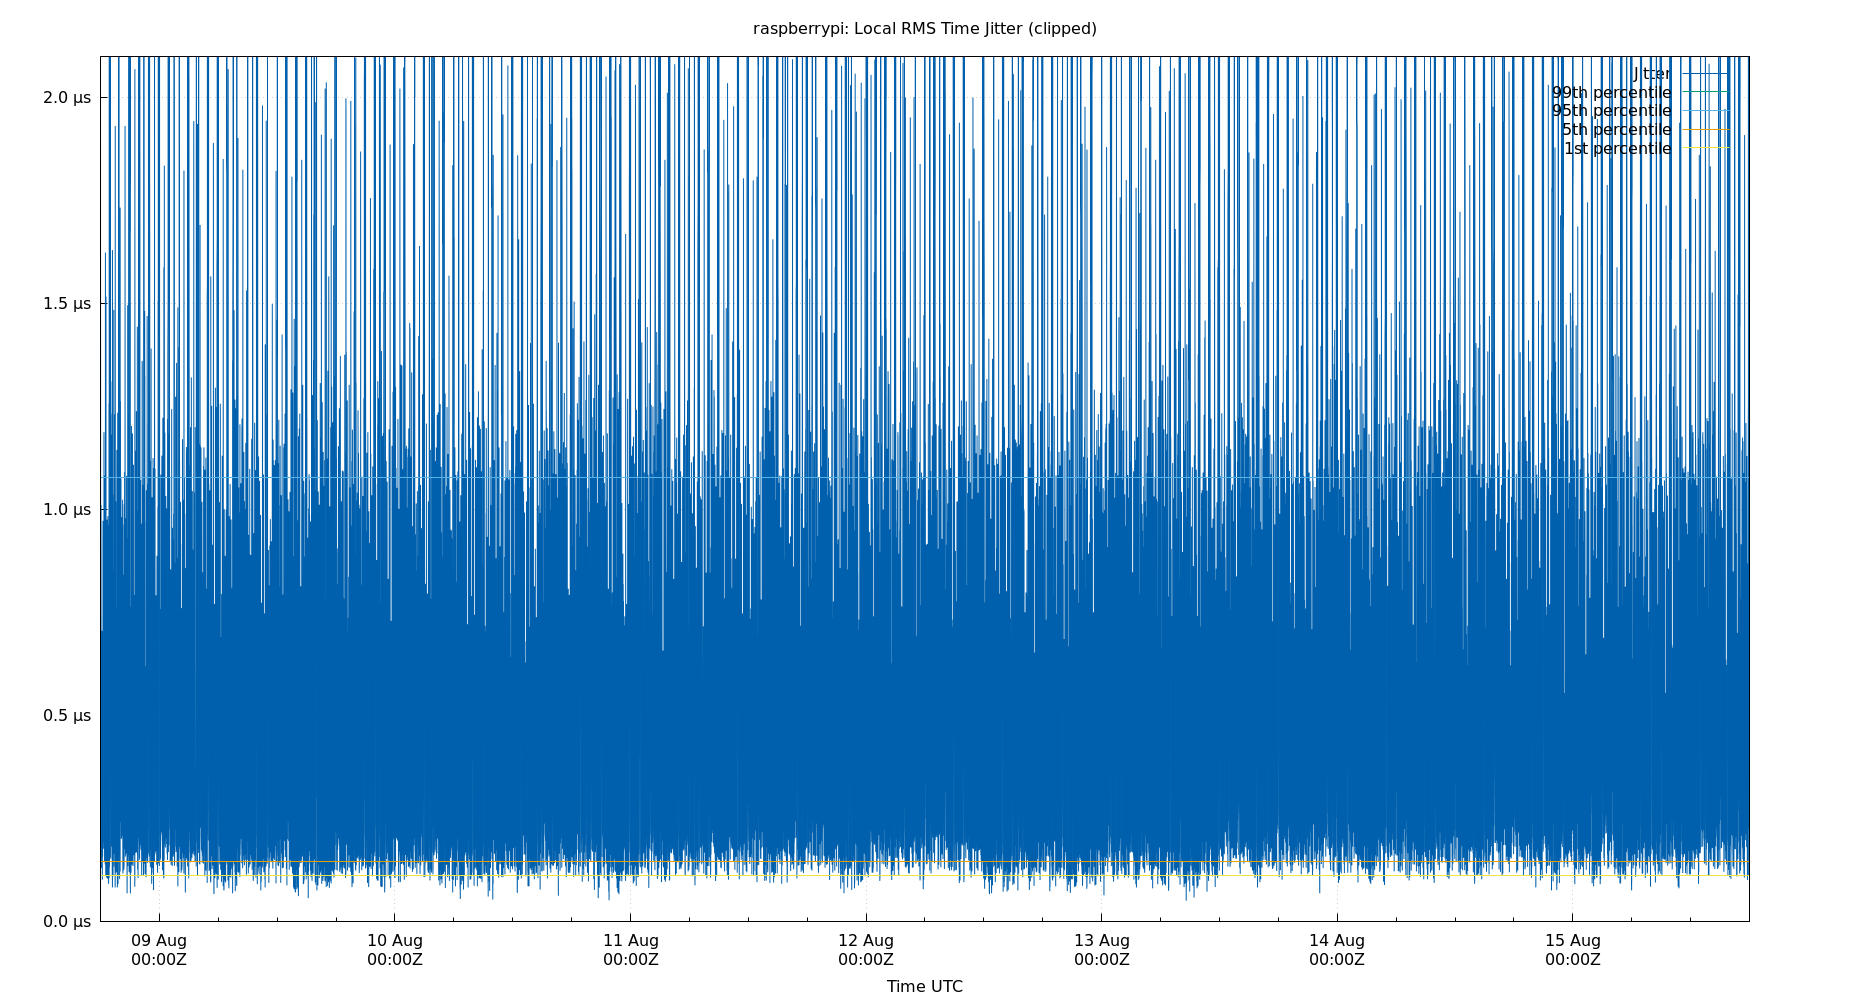 raspberrypi: Local RMS Time Jitter (clipped)
Jitter
99th percentile
95th percentile
5th percentile
1st percentile
2.0 µs
1.5 µs
1.0 µs
0.5 µs
0.0 µs
09 Aug 10 Aug 11 Aug 12 Aug 13 Aug 14 Aug 15 Aug
00:00Z 00:00Z 00:00Z 00:00Z 00:00Z 00:00Z 00:00Z
Time UTC